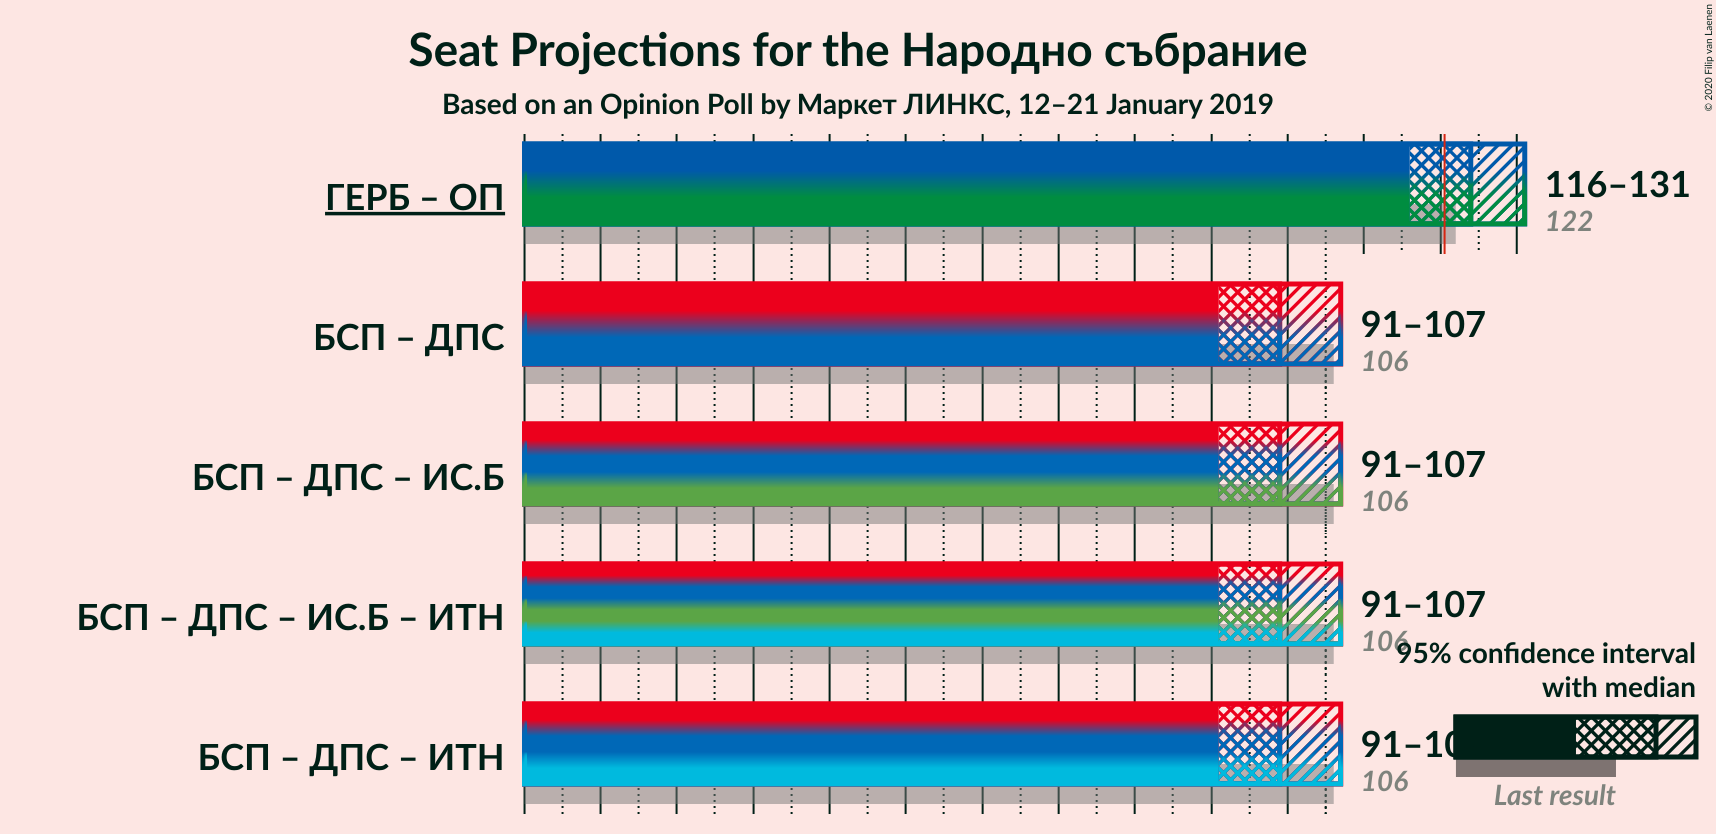 Seat Projections for the Народно събрание
Based on an Opinion Poll by Маркет ЛИНКС, 12–21 January 2019
© 2020 Filip van Laenen
ГЕРБ – ОП
116–131
122
БСП – ДПС
91–107
106
БСП – ДПС – ИС.Б
91–107
106
БСП – ДПС – ИС.Б – ИТН
91–107
106
БСП – ДПС – ИТН
91–10
106
95% confidence interval
with median
Last result